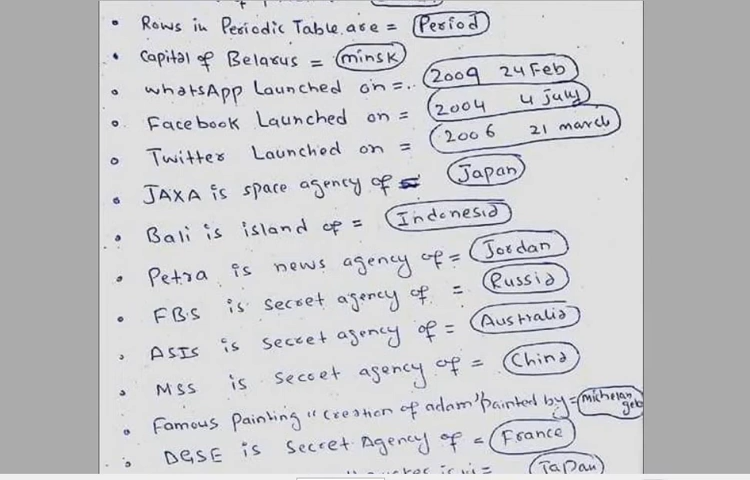 • Rows in Periodic Table are = Period
• Capital of Belarus = minsk
• whatsApp Launched on = 2009 24 Feb
• Facebook Launched on = 2004 4 july
• Twitter Launched on = 2006 21 march
• JAXA is space agency of = Japan
• Bali is island of = Indonesia
• Petra is news agency of = Jordan
• FBS is secret agency of = Russia
• ASIS is secret agency of = Australia
• MSS is secret agency of = China
• Famous Painting "Creation of adam" Painted by = michelangelo
• DGSE is Secret Agency of = France
= Japan